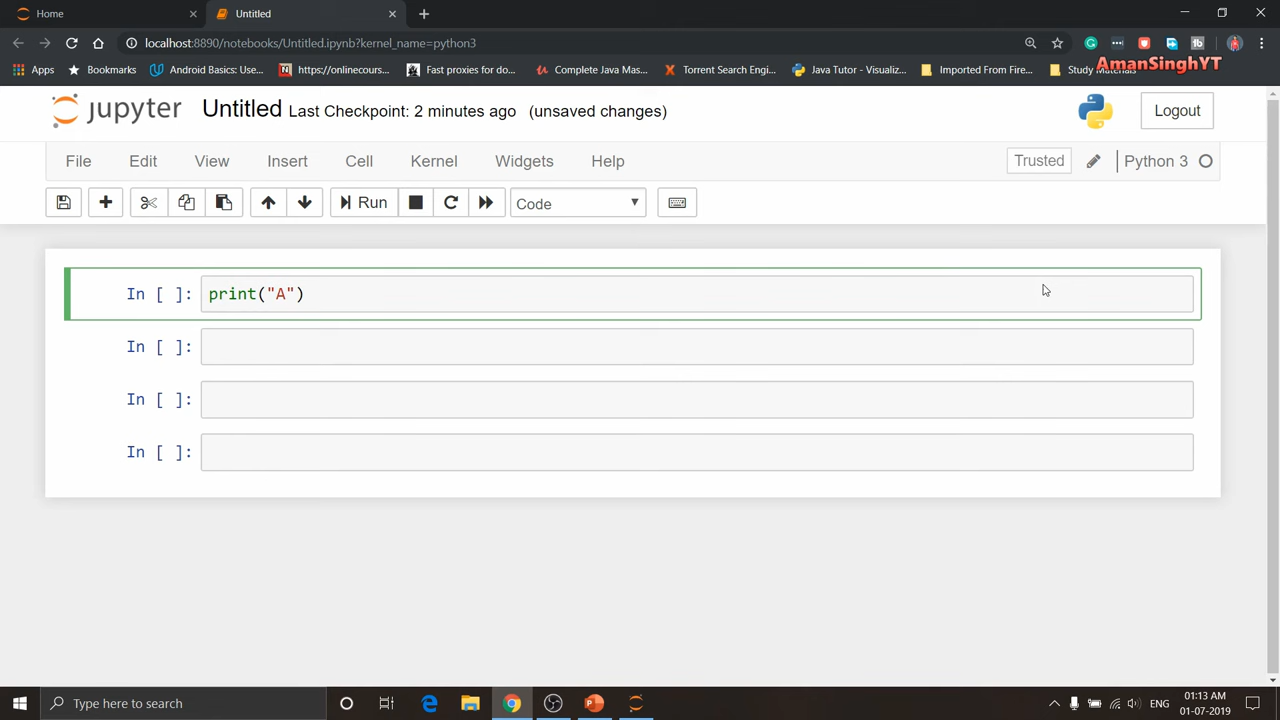 Home
Untitled
localhost:8890/notebooks/Untitled.ipynb?kernel_name=python3
Apps
Bookmarks
Android Basics: Use...
https://onlinecours...
Fast phrases for do...
Complete Java Mas...
Torrent Search Eng...
Java Tutor - Visualiz...
Imported From Fire...
Study Materials
AmanSinghYT
jupyter
Untitled Last Checkpoint: 2 minutes ago (unsaved changes)
Logout
File Edit View Insert Cell Kernel Widgets Help
Trusted
Python 3
Run
Code
In [ ]: print("A")
In [ ]:
In [ ]:
In [ ]:
Type here to search
ENG
01:13 AM
01-07-2019